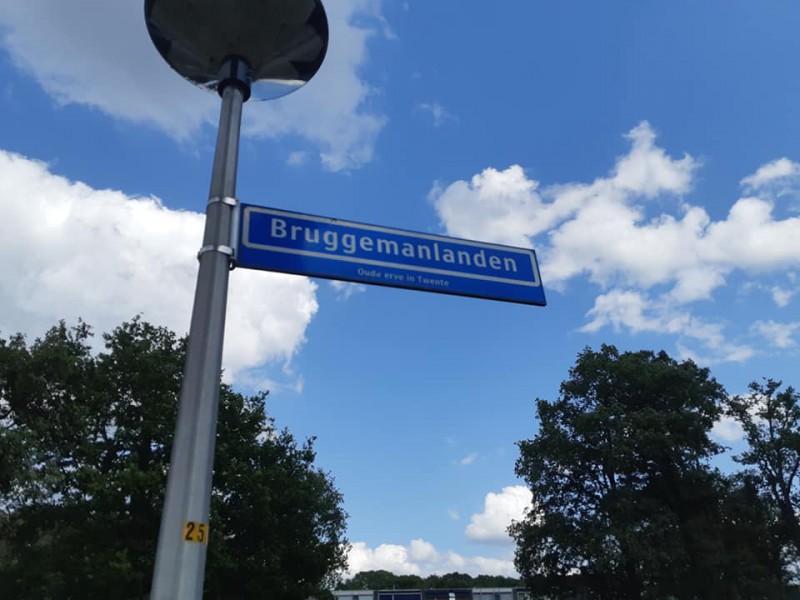 Bruggemanlanden
Oude erve in Twente
25